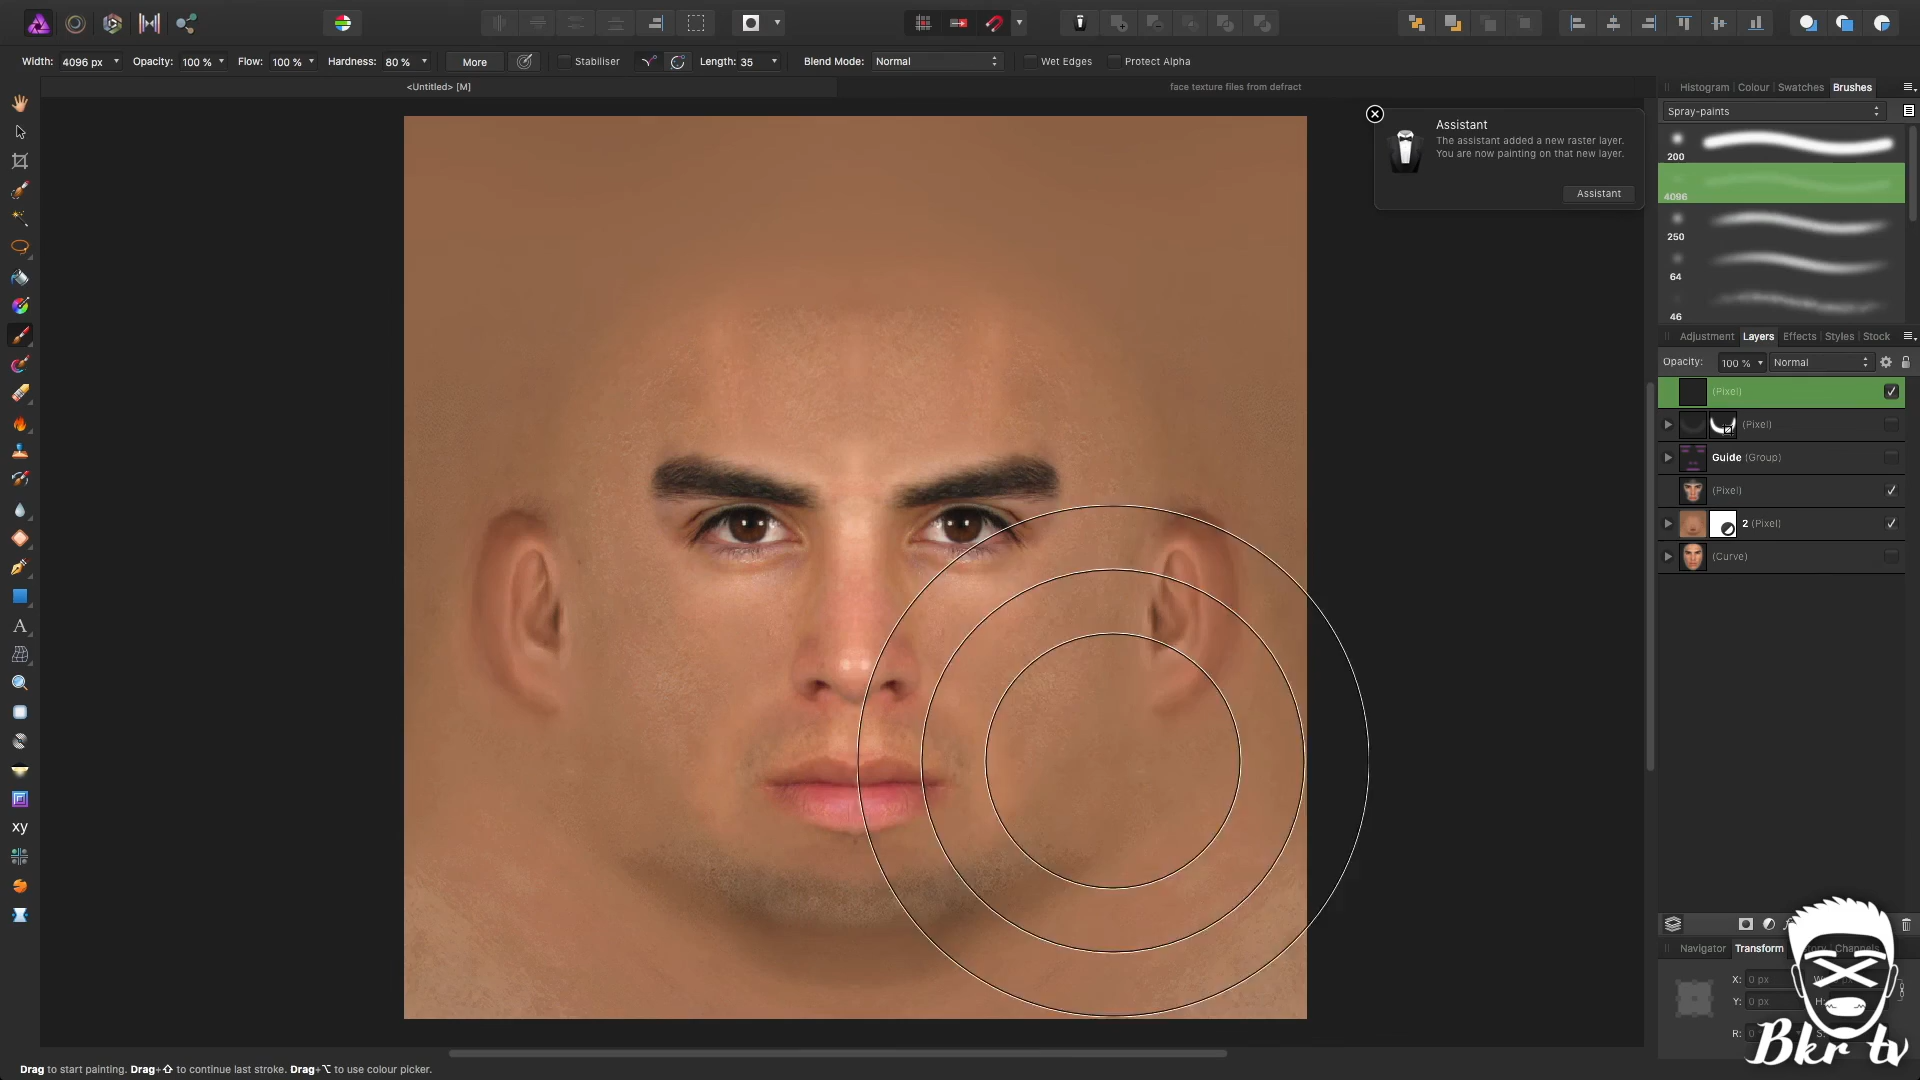 Width: 4096 px Opacity: 100 % Flow: 100 % Hardness: 80 % More Stabiliser Length: 35 Blend Mode: Normal Wet Edges Protect Alpha
<Untitled> [M]
face texture files from defract
Histogram Colour Swatches Brushes
Spray-paints
200
4096
250
64
46
Assistant
The assistant added a new raster layer.
You are now painting on that new layer.
Assistant
Adjustment Layers Effects Styles Stock
Opacity: 100 % Normal
(Pixel)
(Pixel)
Guide (Group)
(Pixel)
2 (Pixel)
(Curve)
A
xy
Navigator Transform Channels
X: 0 px
Y: 0 px H:
R:
Bkr tv
Drag to start painting. Drag+⇧ to continue last stroke. Drag+⌥ to use colour picker.